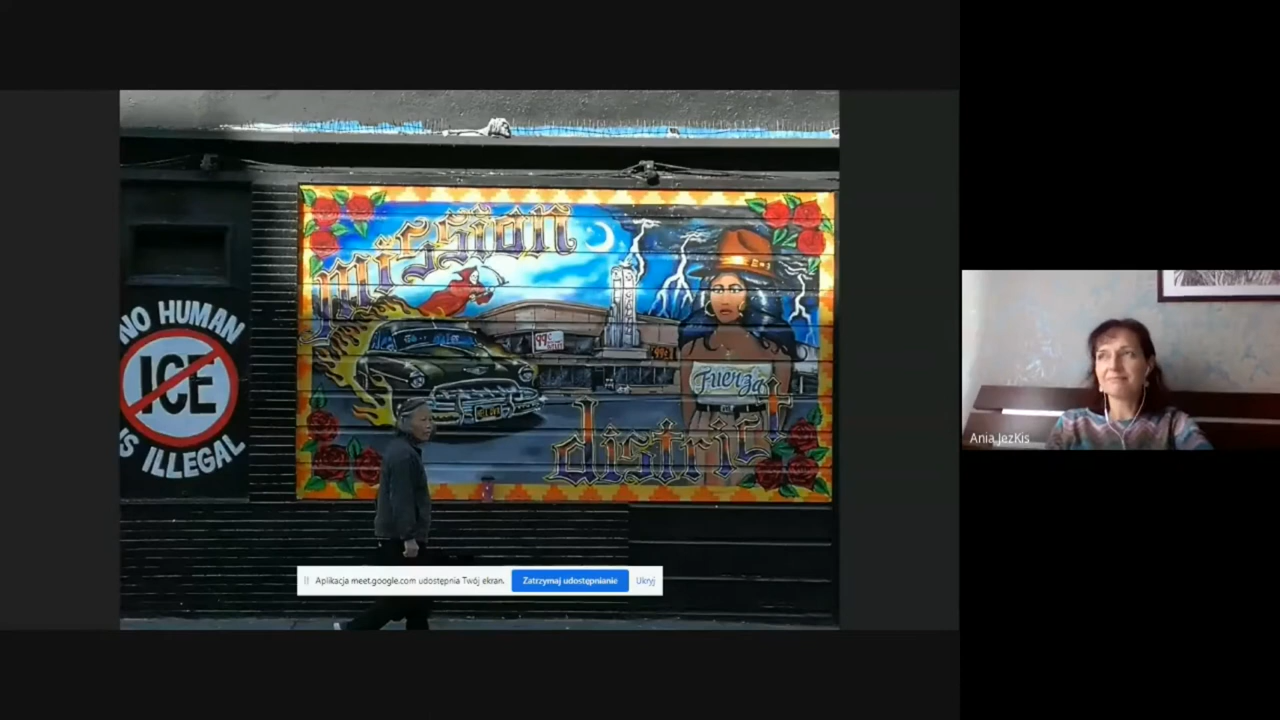 NO HUMAN
ICE
IS ILLEGAL
mission
99¢
Fuerza
district
Aplikacja meet.google.com udostępnia Twój ekran.
Zatrzymaj udostępnianie
Ukryj
Ania JezKis